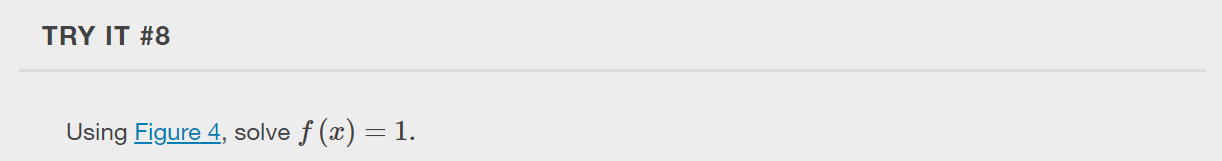 TRY IT #8
Using Figure 4, solve f (x) = 1.